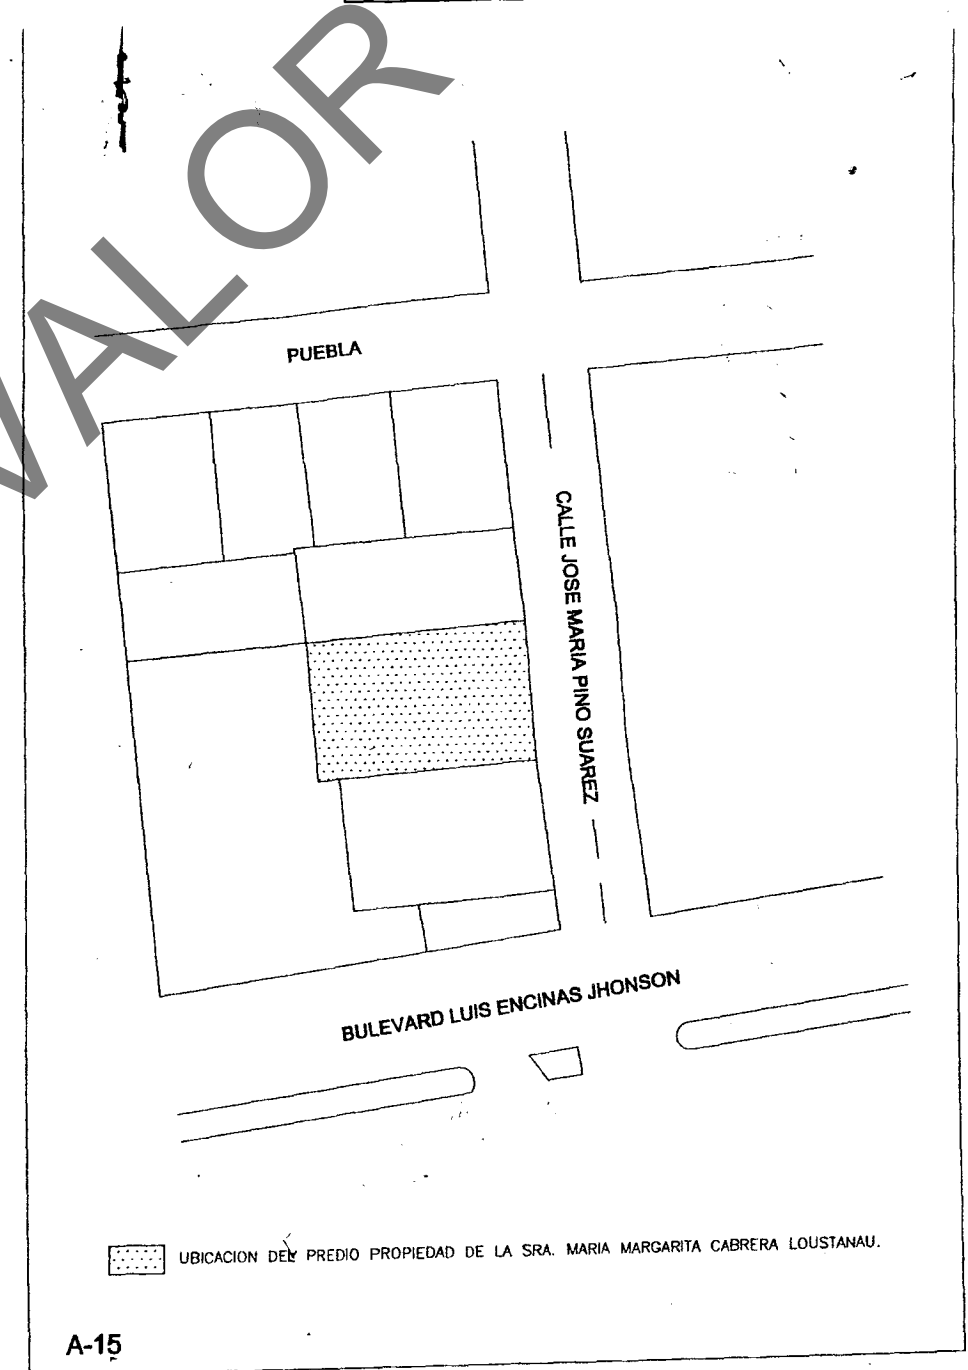 VALOR
PUEBLA
CALLE JOSE MARIA PINO SUAREZ
BULEVARD LUIS ENCINAS JHONSON
UBICACION DEL PREDIO PROPIEDAD DE LA SRA. MARIA MARGARITA CABRERA LOUSTANAU.
A-15